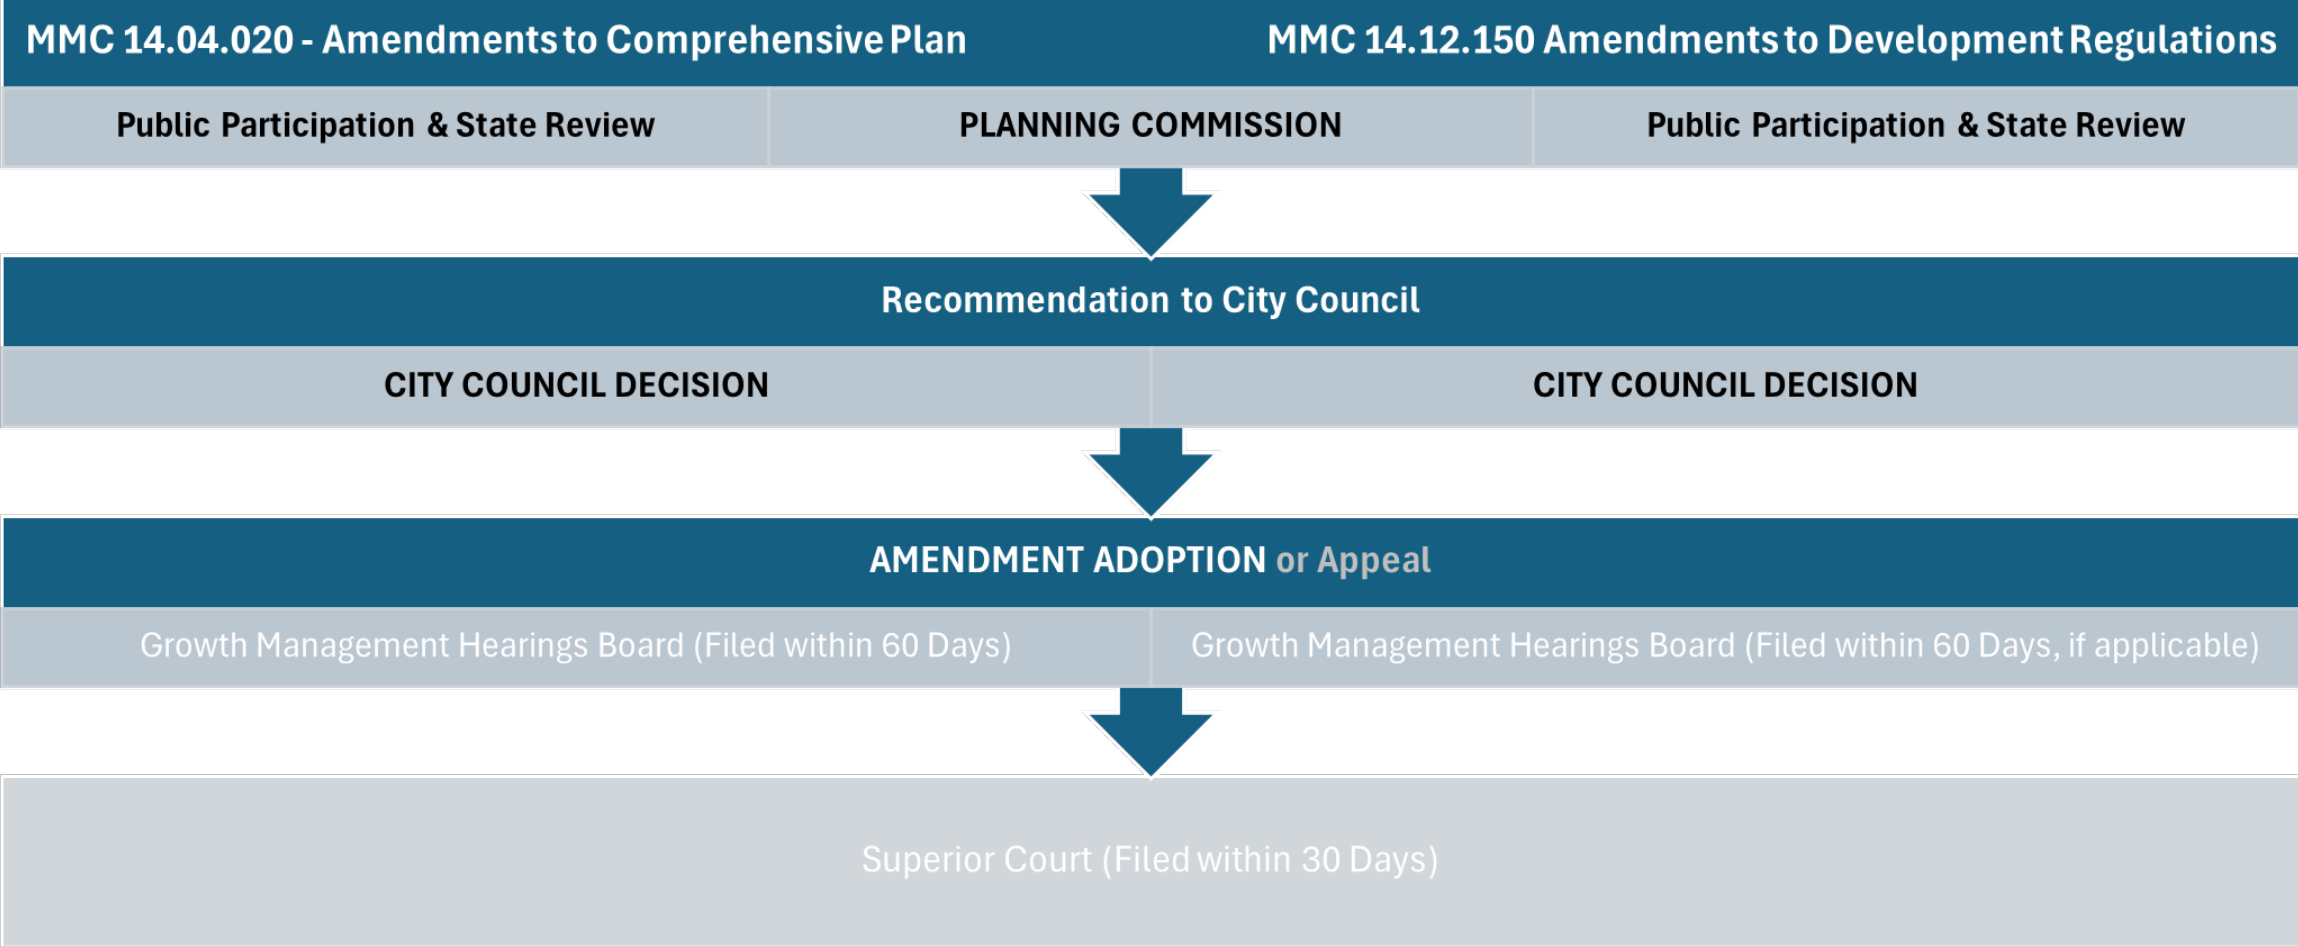 MMC 14.04.020 - Amendments to Comprehensive Plan
MMC 14.12.150 Amendments to Development Regulations
Public Participation & State Review
PLANNING COMMISSION
Public Participation & State Review
Recommendation to City Council
CITY COUNCIL DECISION
CITY COUNCIL DECISION
AMENDMENT ADOPTION or Appeal
Growth Management Hearings Board (Filed within 60 Days)
Growth Management Hearings Board (Filed within 60 Days, if applicable)
Superior Court (Filed within 30 Days)